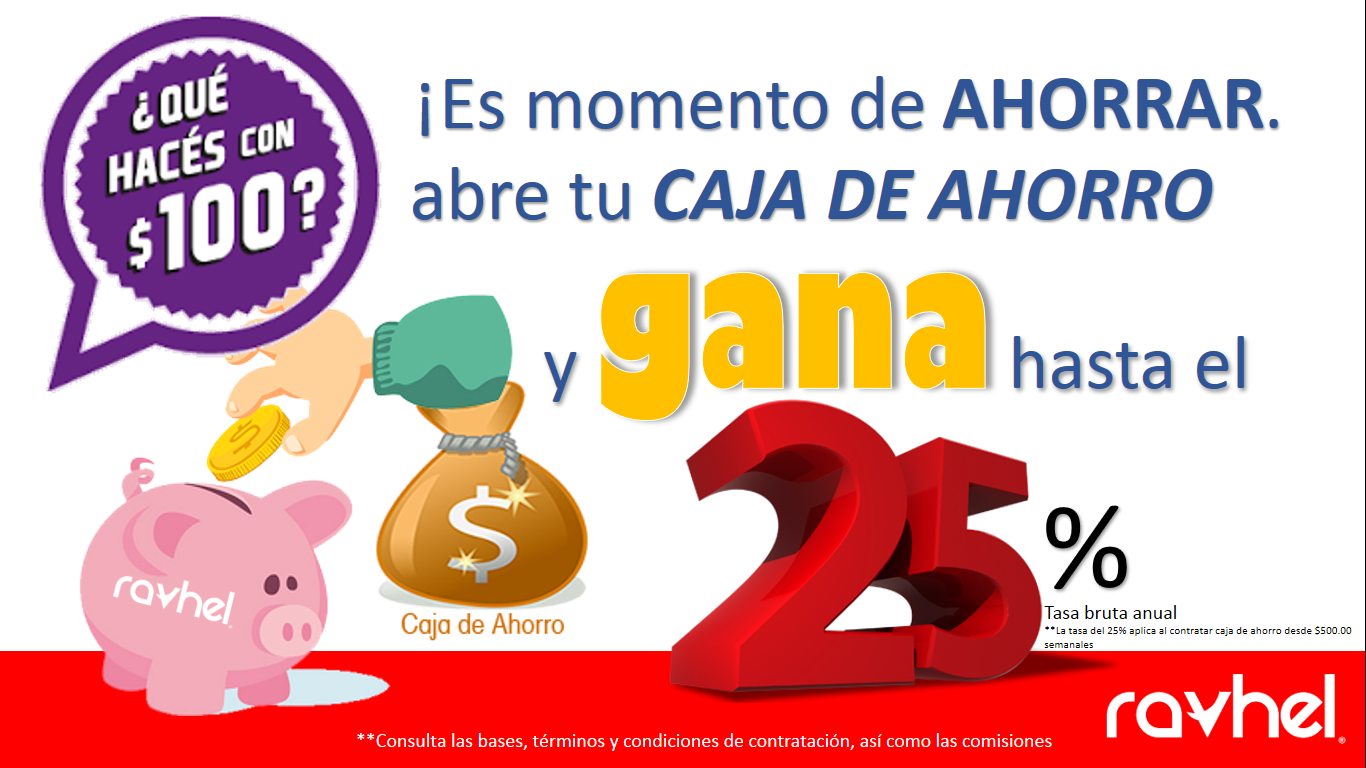 ¿QUÉ
HACÉS CON
$100?
¡Es momento de AHORRAR.
abre tu CAJA DE AHORRO
y gana hasta el
25
%
Tasa bruta anual
**La tasa del 25% aplica al contratar caja de ahorro desde $500.00
semanales
$
$
ravhel®
Caja de Ahorro
ravhel®
**Consulta las bases, términos y condiciones de contratación, así como las comisiones